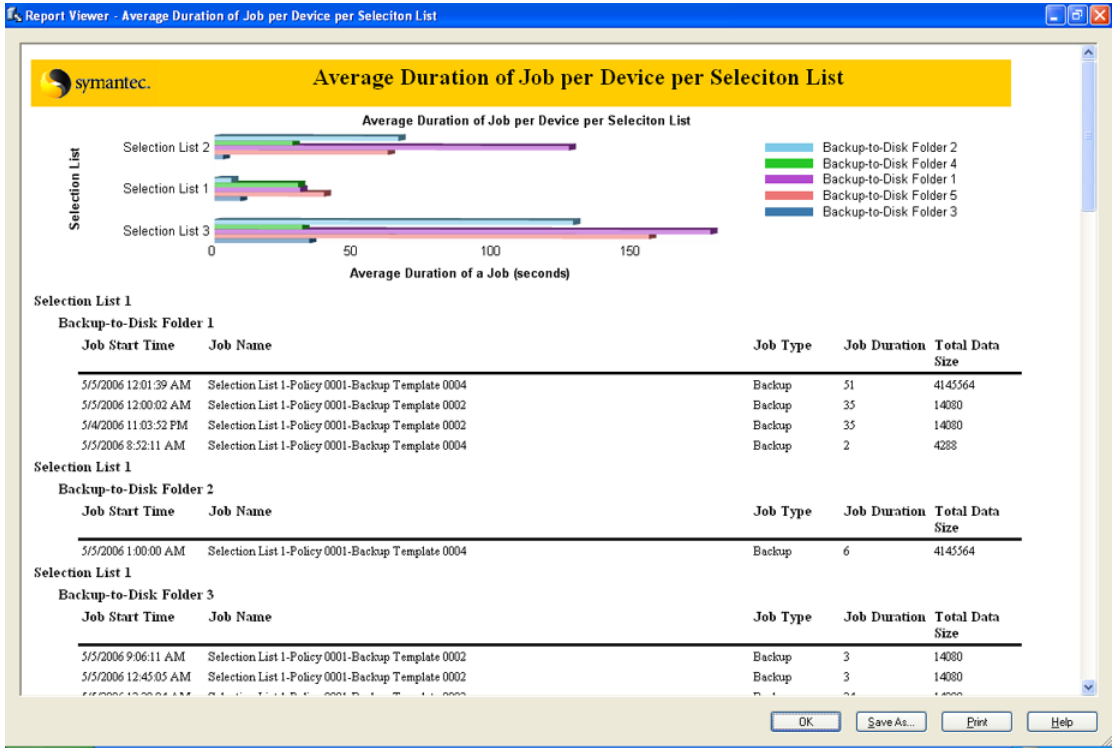 Report Viewer - Average Duration of Job per Device per Seleciton List
symantec.
Average Duration of Job per Device per Seleciton List
Average Duration of Job per Device per Seleciton List
Selection List
Selection List 2
Selection List 1
Selection List 3
0 50 100 150
Average Duration of a Job (seconds)
Backup-to-Disk Folder 2
Backup-to-Disk Folder 4
Backup-to-Disk Folder 1
Backup-to-Disk Folder 5
Backup-to-Disk Folder 3
Selection List 1
Backup-to-Disk Folder 1
Job Start Time Job Name Job Type Job Duration Total Data
Size
5/5/2006 12:01:39 AM Selection List 1-Policy 0001-Backup Template 0004 Backup 51 4145564
5/5/2006 12:00:02 AM Selection List 1-Policy 0001-Backup Template 0002 Backup 35 14080
5/4/2006 11:03:52 PM Selection List 1-Policy 0001-Backup Template 0002 Backup 35 14080
5/5/2006 8:52:11 AM Selection List 1-Policy 0001-Backup Template 0004 Backup 2 4288
Selection List 1
Backup-to-Disk Folder 2
Job Start Time Job Name Job Type Job Duration Total Data
Size
5/5/2006 1:00:00 AM Selection List 1-Policy 0001-Backup Template 0004 Backup 6 4145564
Selection List 1
Backup-to-Disk Folder 3
Job Start Time Job Name Job Type Job Duration Total Data
Size
5/5/2006 9:06:11 AM Selection List 1-Policy 0001-Backup Template 0002 Backup 3 14080
5/5/2006 12:45:05 AM Selection List 1-Policy 0001-Backup Template 0002 Backup 3 14080
OK Save As... Print Help